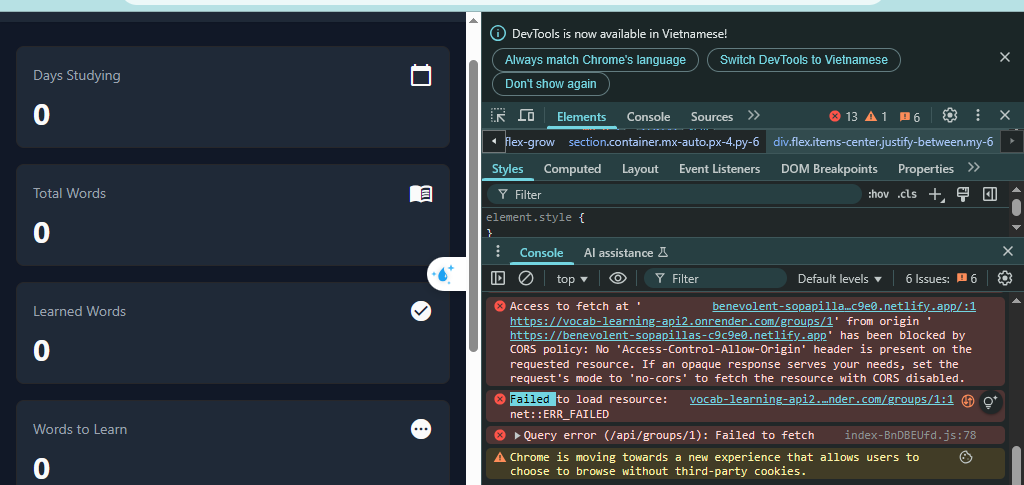 Days Studying
0
Total Words
0
Learned Words
0
Words to Learn
0
DevTools is now available in Vietnamese!
Always match Chrome's language
Switch DevTools to Vietnamese
Don't show again
Elements Console Sources 13 1 6
flex-grow section.container.mx-auto.px-4.py-6 div.flex.items-center.justify-between.my-6
Styles Computed Layout Event Listeners DOM Breakpoints Properties
Filter :hov .cls
element.style {
}
Console AI assistance
top Filter Default levels 6 Issues: 6
Access to fetch at ' benevolent-sopapilla…c9e0.netlify.app/:1
https://vocab-learning-api2.onrender.com/groups/1' from origin '
https://benevolent-sopapillas-c9c9e0.netlify.app' has been blocked by
CORS policy: No 'Access-Control-Allow-Origin' header is present on the
requested resource. If an opaque response serves your needs, set the
request's mode to 'no-cors' to fetch the resource with CORS disabled.
Failed to load resource: vocab-learning-api2.…nder.com/groups/1:1
net::ERR_FAILED
Query error (/api/groups/1): Failed to fetch index-BnDBEUfd.js:78
Chrome is moving towards a new experience that allows users to
choose to browse without third-party cookies.